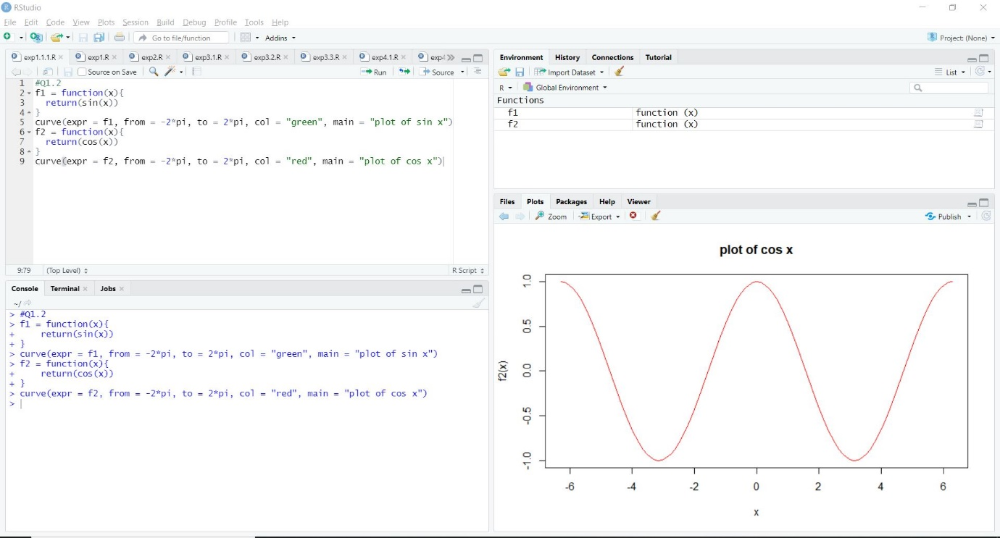 RStudio
File Edit Code View Plots Session Build Debug Profile Tools Help
Go to file/function Addins Project: (None)
exp1.1.1.R exp1.R exp2.R exp3.1.R exp3.2.R exp3.3.R exp4.1.R exp4
Source on Save Run Source
1 #Q1.2
2 f1 = function(x){
3 return(sin(x))
4 }
5 curve(expr = f1, from = -2*pi, to = 2*pi, col = "green", main = "plot of sin x")
6 f2 = function(x){
7 return(cos(x))
8 }
9 curve(expr = f2, from = -2*pi, to = 2*pi, col = "red", main = "plot of cos x")
9:79 (Top Level) R Script
Console Terminal Jobs
~/
> #Q1.2
> f1 = function(x){
+ return(sin(x))
+ }
> curve(expr = f1, from = -2*pi, to = 2*pi, col = "green", main = "plot of sin x")
> f2 = function(x){
+ return(cos(x))
+ }
> curve(expr = f2, from = -2*pi, to = 2*pi, col = "red", main = "plot of cos x")
>
Environment History Connections Tutorial
Import Dataset List
R Global Environment
Functions
f1 function (x)
f2 function (x)
Files Plots Packages Help Viewer
Zoom Export Publish
plot of cos x
1.0
0.5
0.0
-0.5
-1.0
f2(x)
-6 -4 -2 0 2 4 6
x